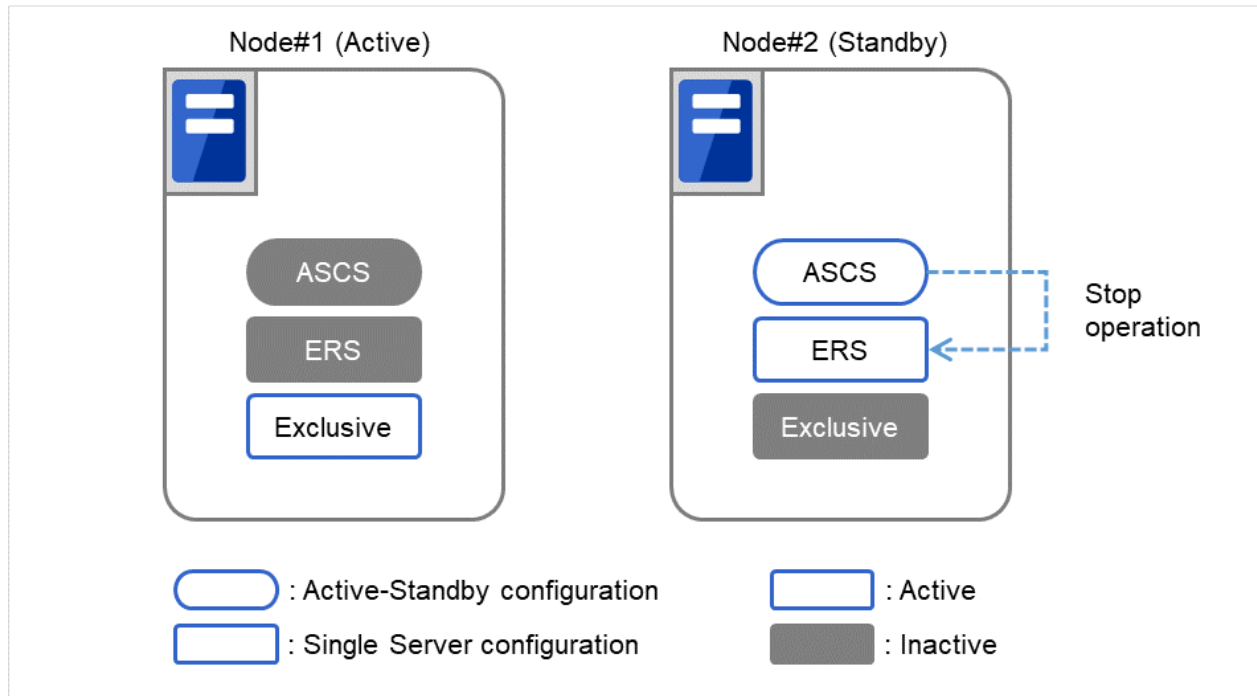 Node#1 (Active)
Node#2 (Standby)
ASCS
ERS
Exclusive
ASCS
ERS
Exclusive
Stop
operation
: Active-Standby configuration
: Single Server configuration
: Active
: Inactive